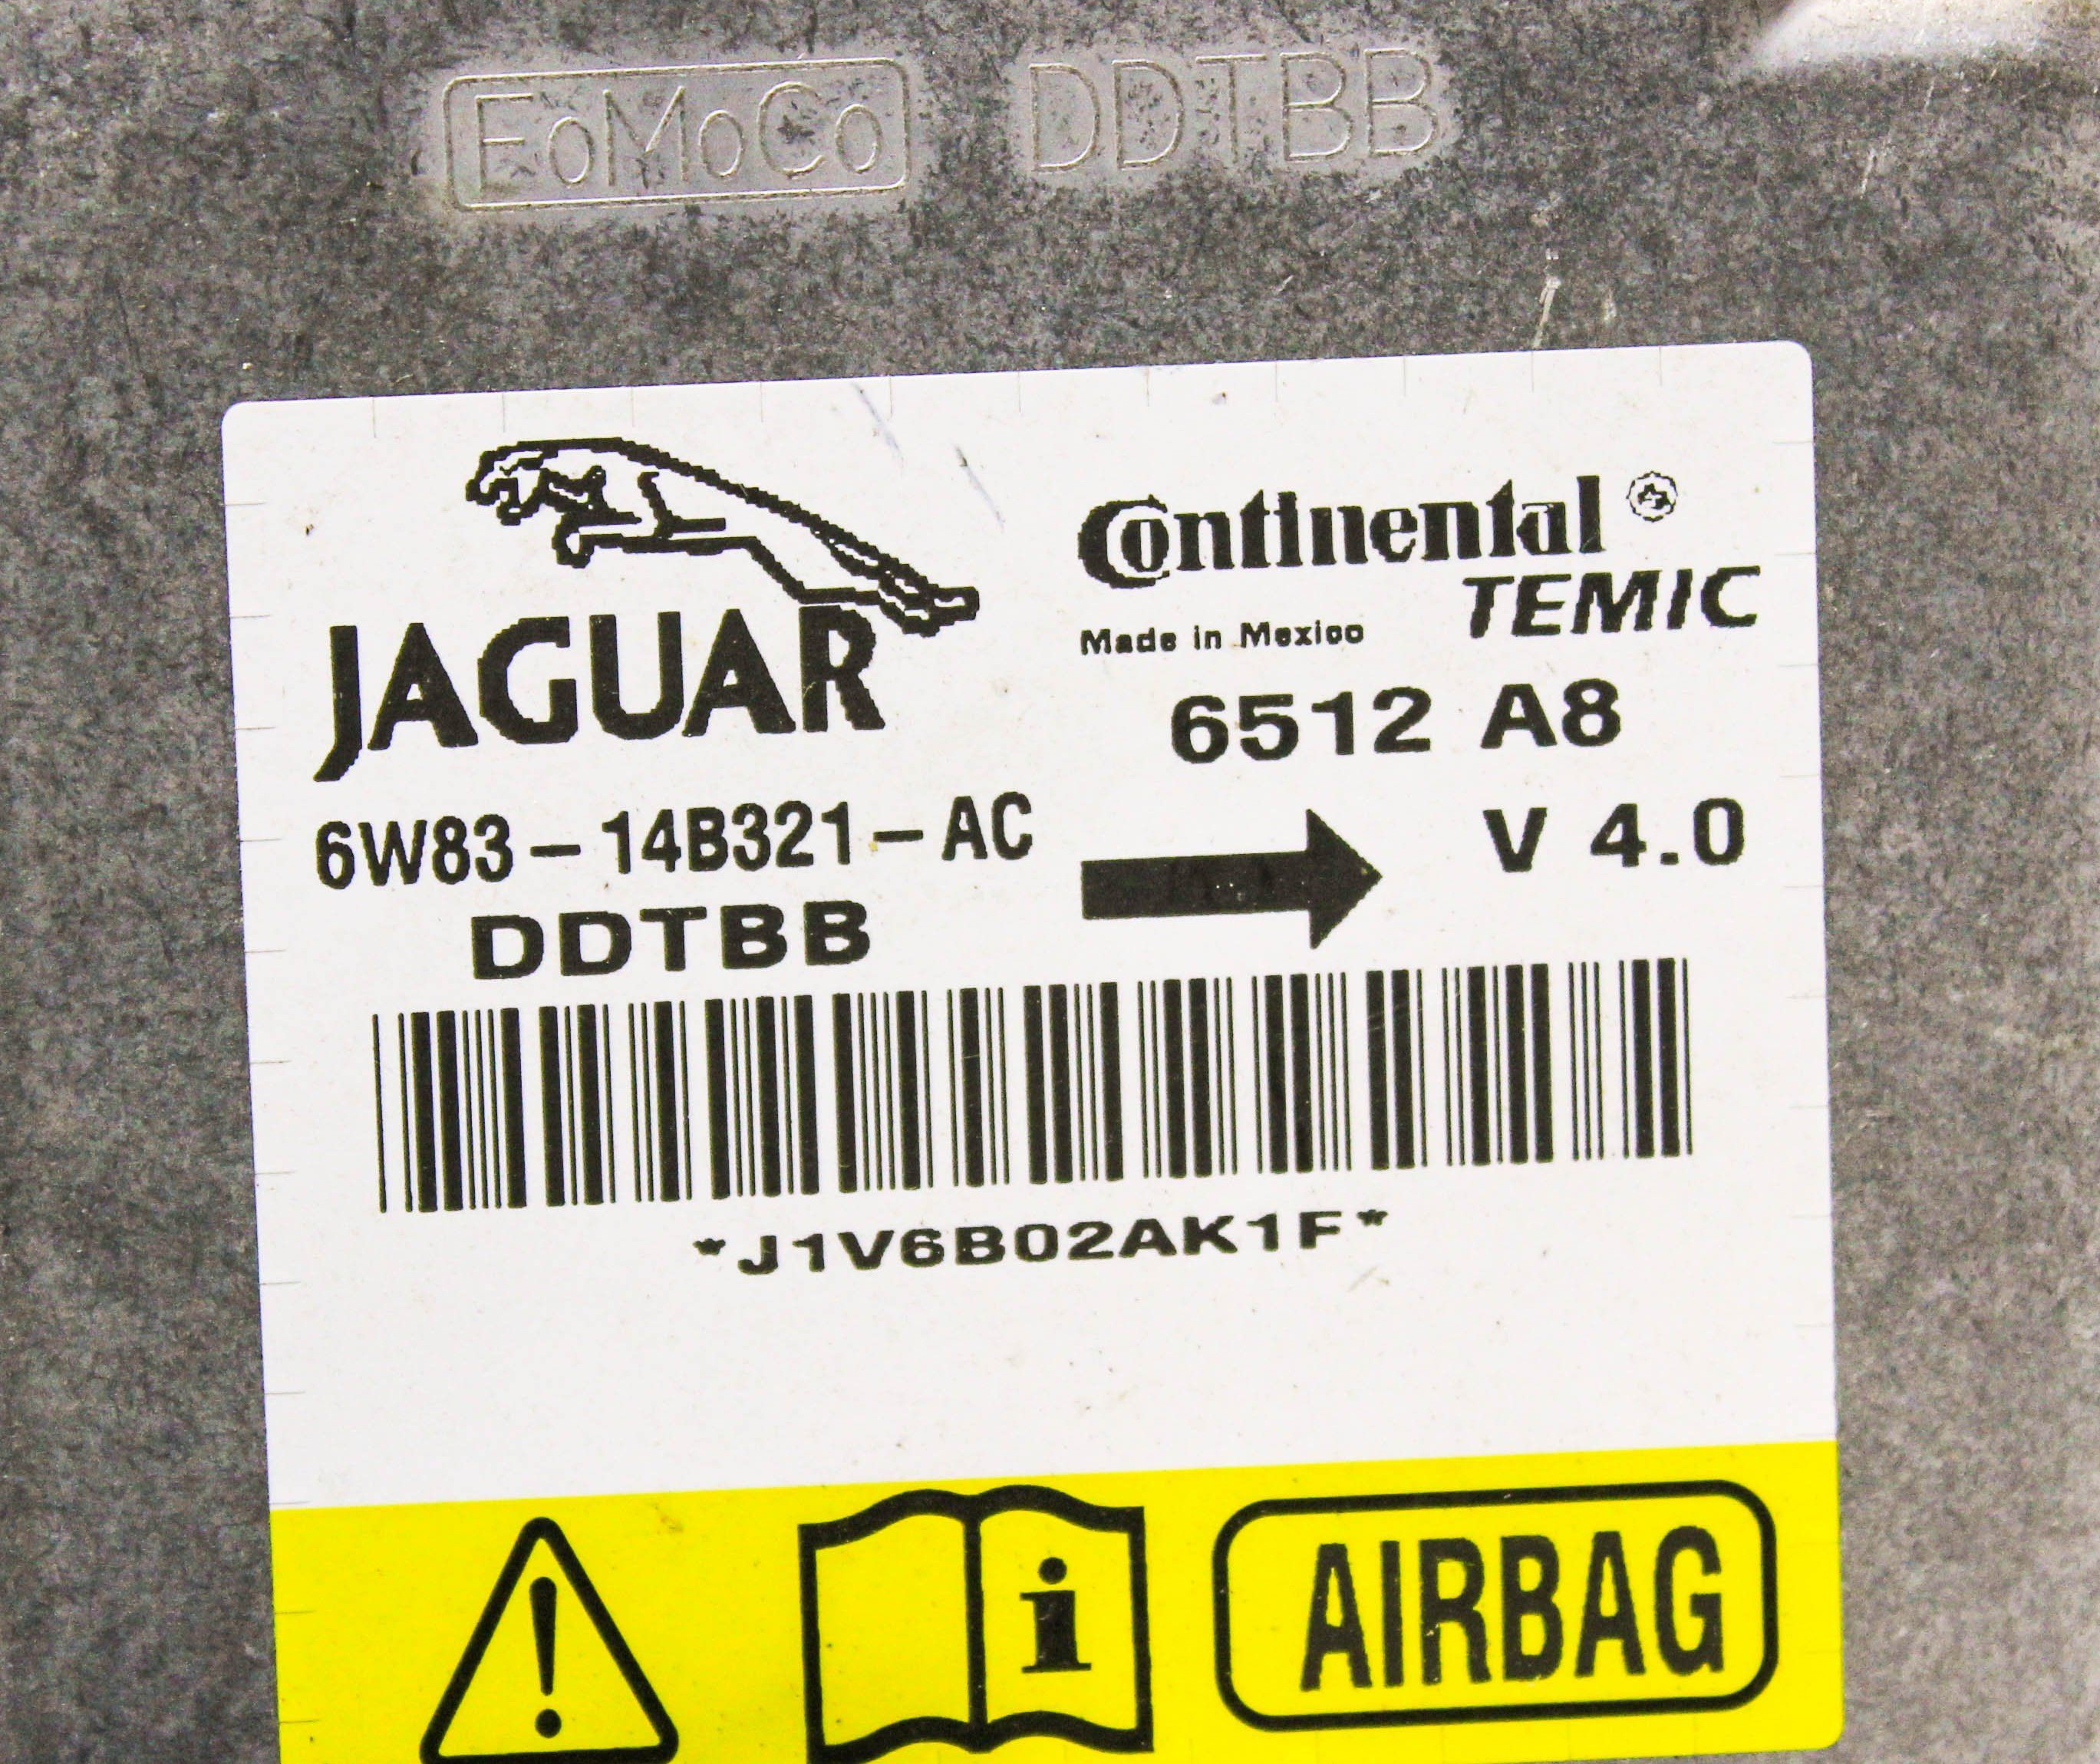 FoMoCo DDTBB
JAGUAR
Continental
TEMIC
Made in Mexico
6512 A8
6W83-14B321-AC
V 4.0
DDTBB
*J1V6B02AK1F*
! i AIRBAG